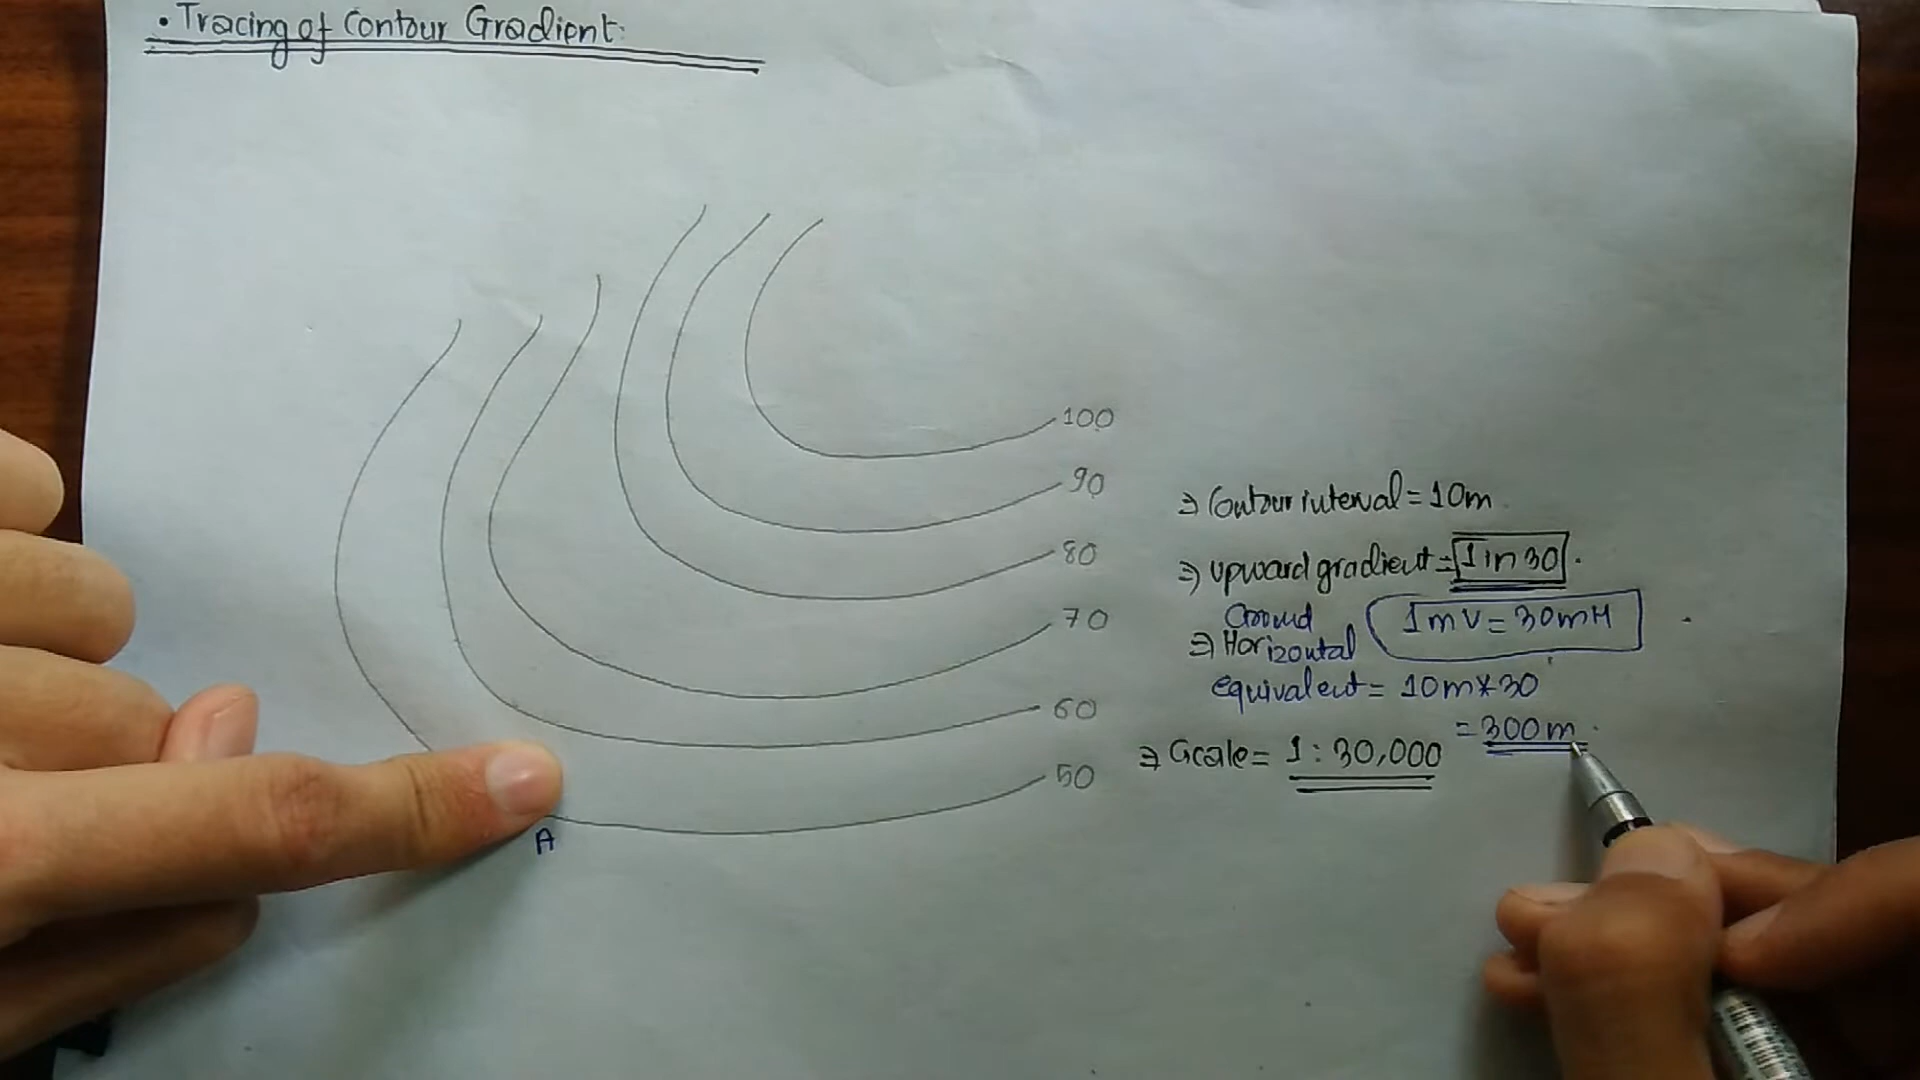 • Tracing of Contour Gradient:
100
90
80
70
60
50
A
⇒ Contour interval = 10m.
⇒ upward gradient = 1 in 30.
Ground
1mV = 30mH
⇒ Horizontal
equivalent = 10m*30
= 300m.
⇒ Scale = 1 : 30,000